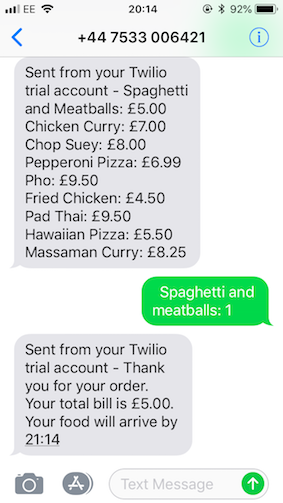 EE 20:14 92%
+44 7533 006421
Sent from your Twilio
trial account - Spaghetti
and Meatballs: £5.00
Chicken Curry: £7.00
Chop Suey: £8.00
Pepperoni Pizza: £6.99
Pho: £9.50
Fried Chicken: £4.50
Pad Thai: £9.50
Hawaiian Pizza: £5.50
Massaman Curry: £8.25
Spaghetti and
meatballs: 1
Sent from your Twilio
trial account - Thank
you for your order.
Your total bill is £5.00.
Your food will arrive by
21:14
Text Message